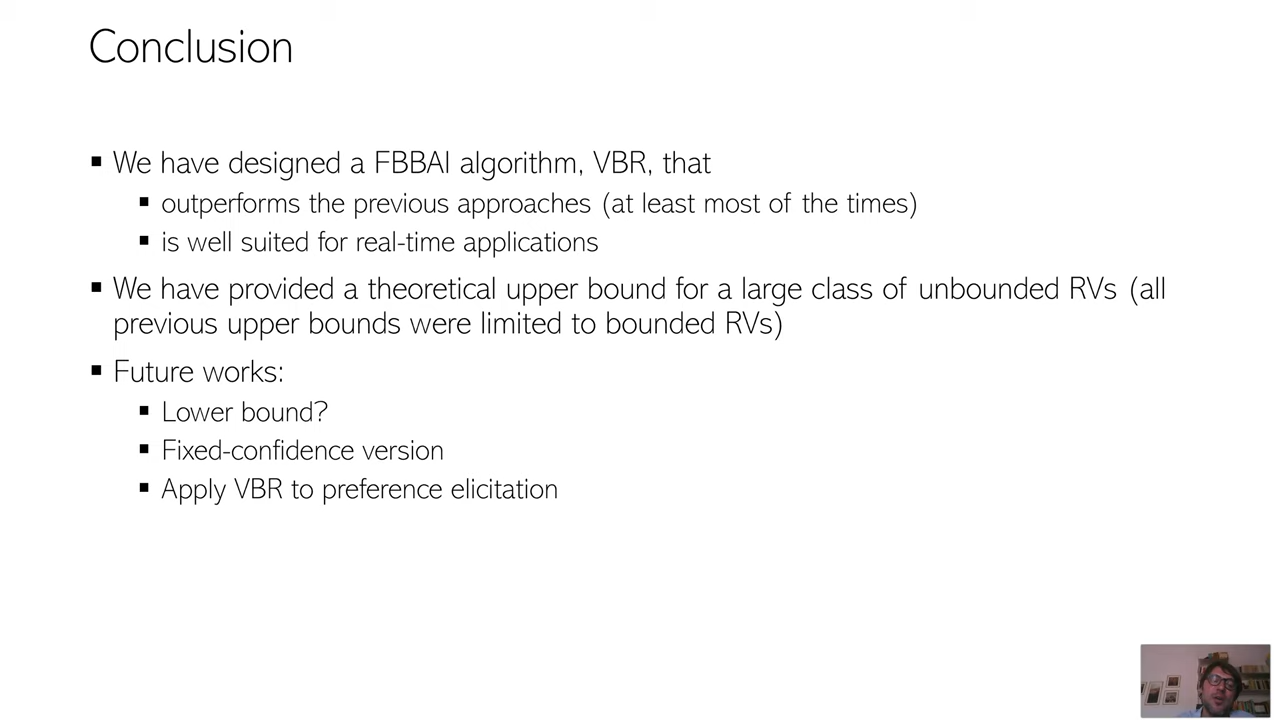 Conclusion
We have designed a FBBAI algorithm, VBR, that
outperforms the previous approaches (at least most of the times)
is well suited for real-time applications
We have provided a theoretical upper bound for a large class of unbounded RVs (all
previous upper bounds were limited to bounded RVs)
Future works:
Lower bound?
Fixed-confidence version
Apply VBR to preference elicitation